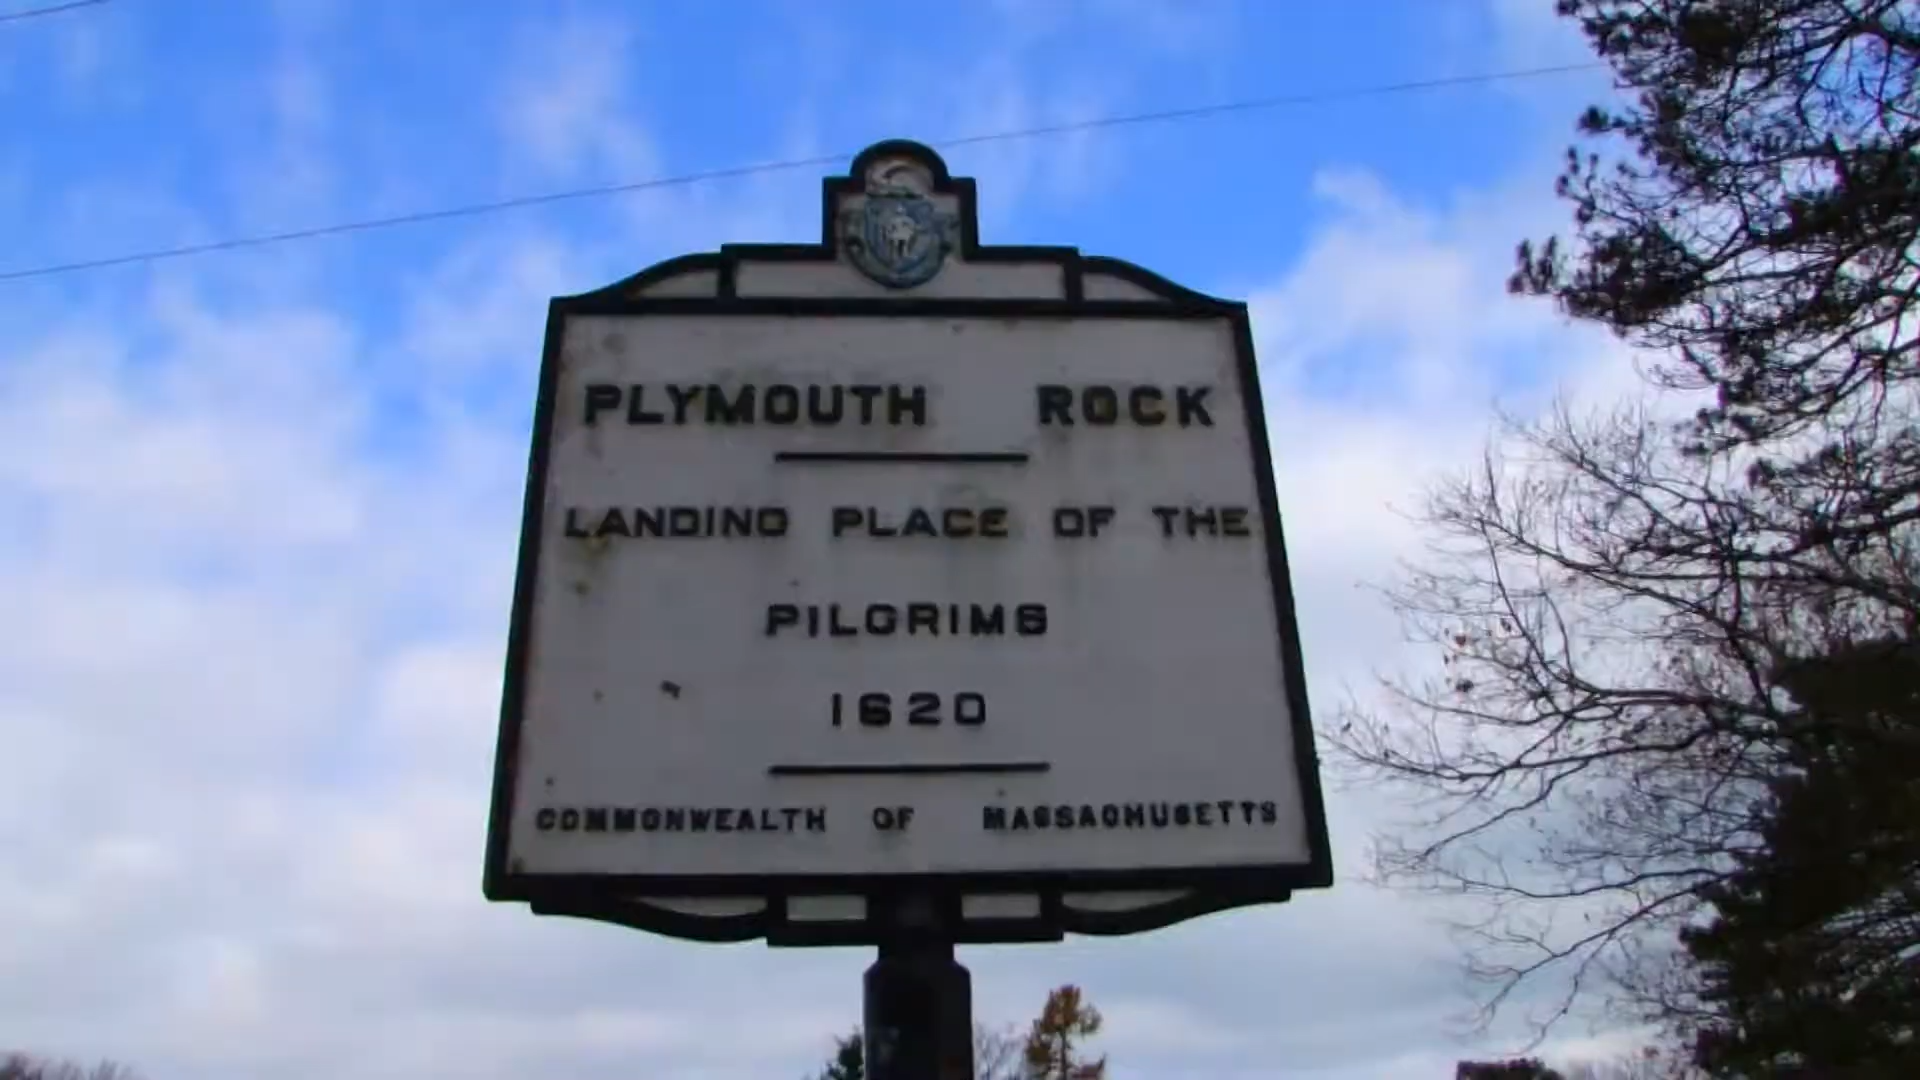 PLYMOUTH ROCK
LANDING PLACE OF THE
PILGRIMS
1620
COMMONWEALTH OF MASSACHUSETTS